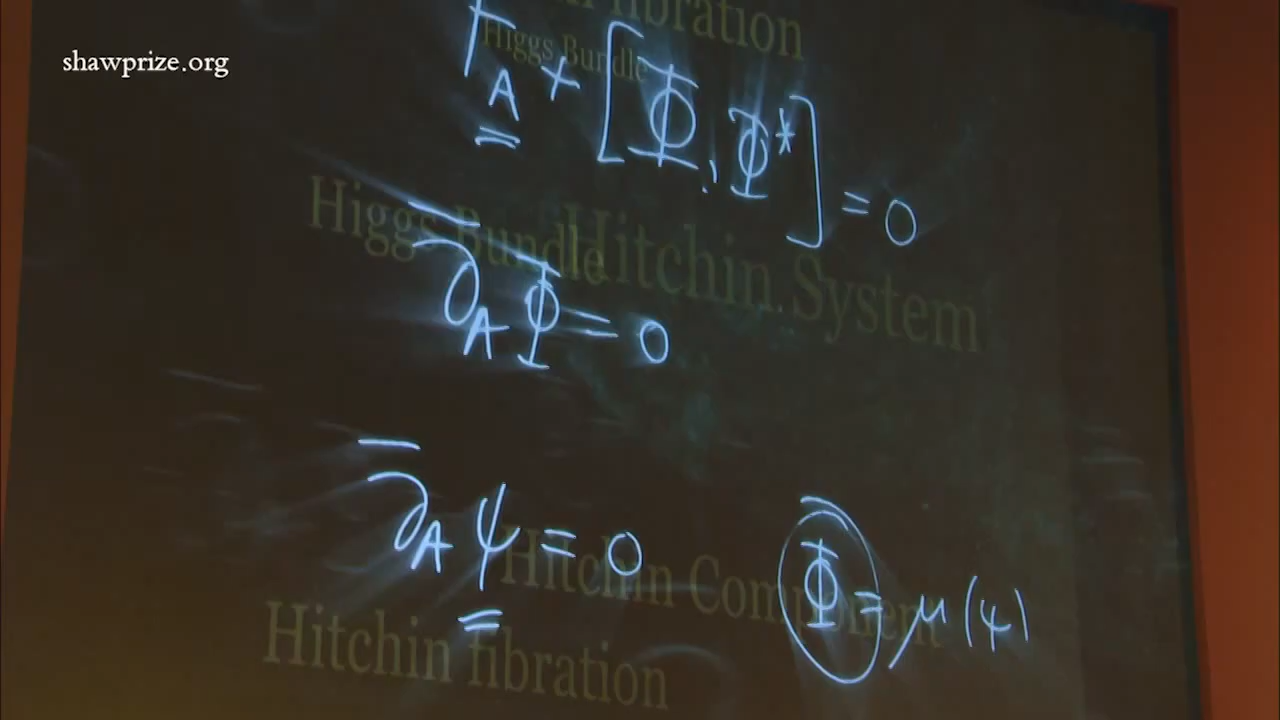 shawprize.org
fibration
Higgs Bundle
F_A + [Φ, Φ*] = 0
Higgs Bundle
Hitchin System
∂̄_A Φ = 0
∂̄_A ψ = 0
Φ = μ(ψ)
Hitchin Component
Hitchin fibration